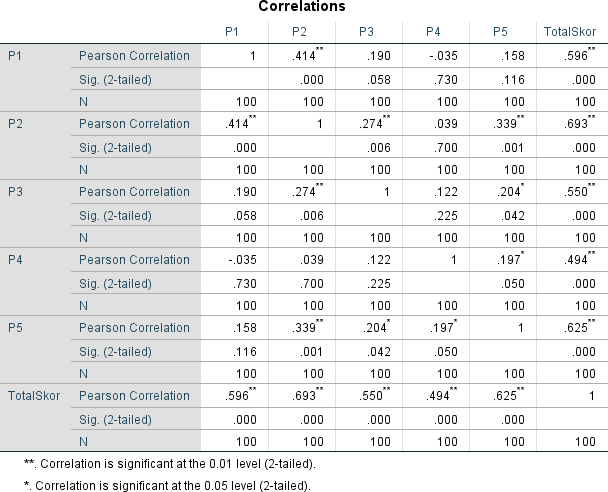 Correlations
P1 P2 P3 P4 P5 TotalSkor
P1 Pearson Correlation 1 .414** .190 -.035 .158 .596**
Sig. (2-tailed) .000 .058 .730 .116 .000
N 100 100 100 100 100 100
P2 Pearson Correlation .414** 1 .274** .039 .339** .693**
Sig. (2-tailed) .000 .006 .700 .001 .000
N 100 100 100 100 100 100
P3 Pearson Correlation .190 .274** 1 .122 .204* .550**
Sig. (2-tailed) .058 .006 .225 .042 .000
N 100 100 100 100 100 100
P4 Pearson Correlation -.035 .039 .122 1 .197* .494**
Sig. (2-tailed) .730 .700 .225 .050 .000
N 100 100 100 100 100 100
P5 Pearson Correlation .158 .339** .204* .197* 1 .625**
Sig. (2-tailed) .116 .001 .042 .050 .000
N 100 100 100 100 100 100
TotalSkor Pearson Correlation .596** .693** .550** .494** .625** 1
Sig. (2-tailed) .000 .000 .000 .000 .000
N 100 100 100 100 100 100
**. Correlation is significant at the 0.01 level (2-tailed).
*. Correlation is significant at the 0.05 level (2-tailed).